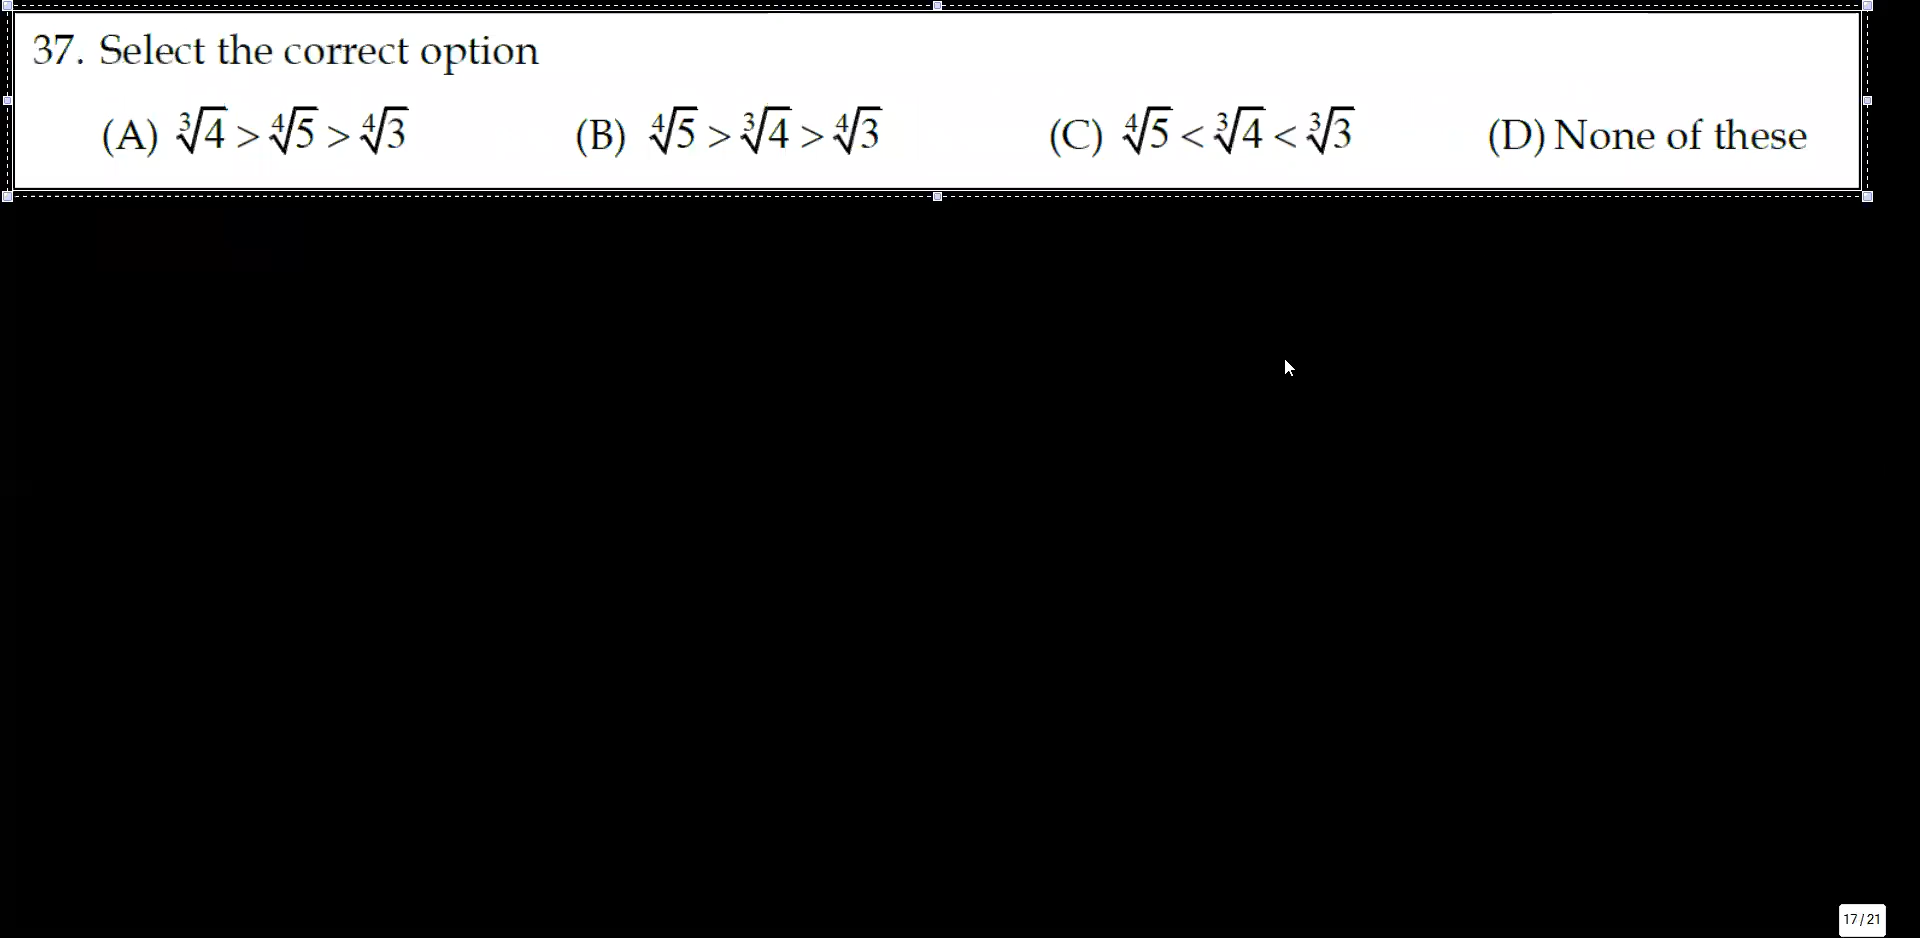 37. Select the correct option
(A) ∛4 > ∜5 > ∜3 (B) ∜5 > ∛4 > ∜3 (C) ∜5 < ∛4 < ∛3 (D) None of these
17/21